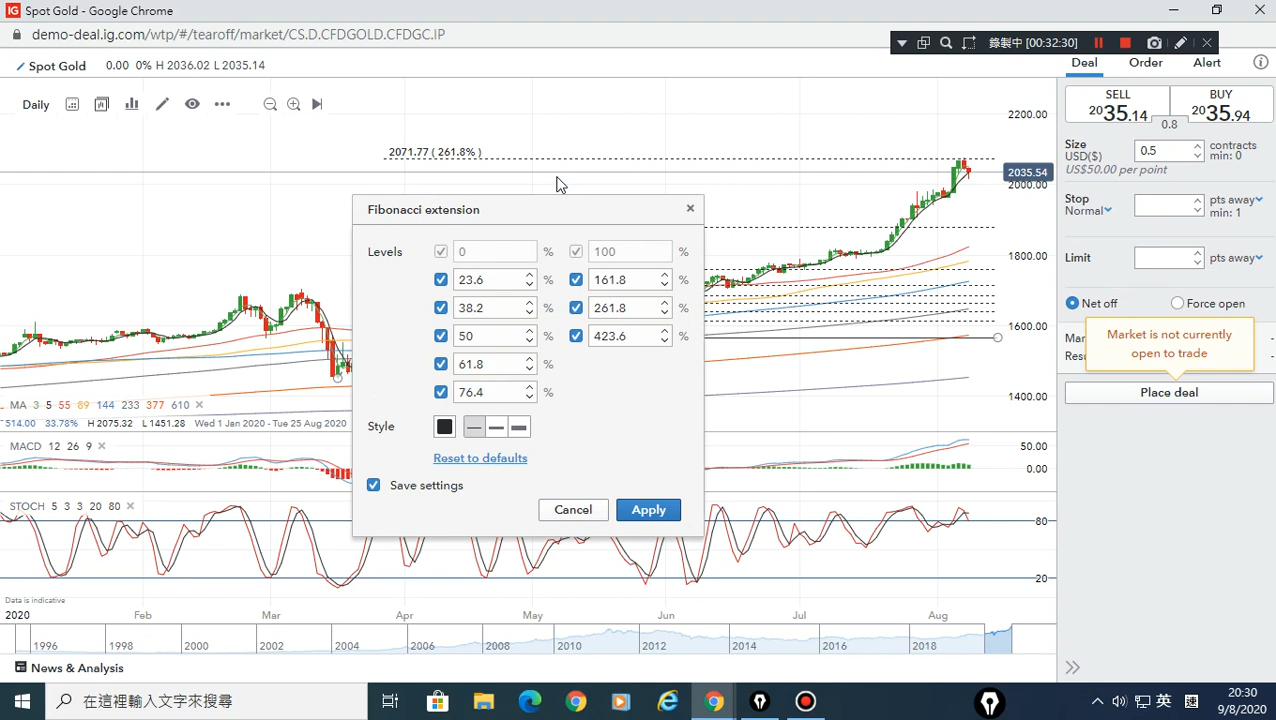 IG Spot Gold - Google Chrome
demo-deal.ig.com/wtp/#/tearoff/market/CS.D.CFDGOLD.CFDGC.IP
錄製中 [00:32:30]
Spot Gold 0.00 0% H 2036.02 L 2035.14
Deal Order Alert
Daily
SELL BUY
2035.14 2035.94
0.8
Size
USD($)
0.5
contracts
min: 0
US$50.00 per point
Stop
Normal
pts away
min: 1
Limit
pts away
Net off Force open
Market is not currently
open to trade
Mar -
Resu -
Place deal
2071.77 ( 261.8% )
2200.00
2035.54
2000.00
1800.00
1600.00
1400.00
Fibonacci extension ×
Levels 0 % 100 %
23.6 % 161.8 %
38.2 % 261.8 %
50 % 423.6 %
61.8 %
76.4 %
Style
Reset to defaults
Save settings
Cancel Apply
MA 3 5 55 89 144 233 377 610
514.00 33.78% H 2075.32 L 1451.28 Wed 1 Jan 2020 - Tue 25 Aug 2020
MACD 12 26 9
50.00
0.00
STOCH 5 3 3 20 80
80
20
Data is indicative
2020 Feb Mar Apr May Jun Jul Aug
1996 1998 2000 2002 2004 2006 2008 2010 2012 2014 2016 2018
News & Analysis
在這裡輸入文字來搜尋
英
20:30
9/8/2020